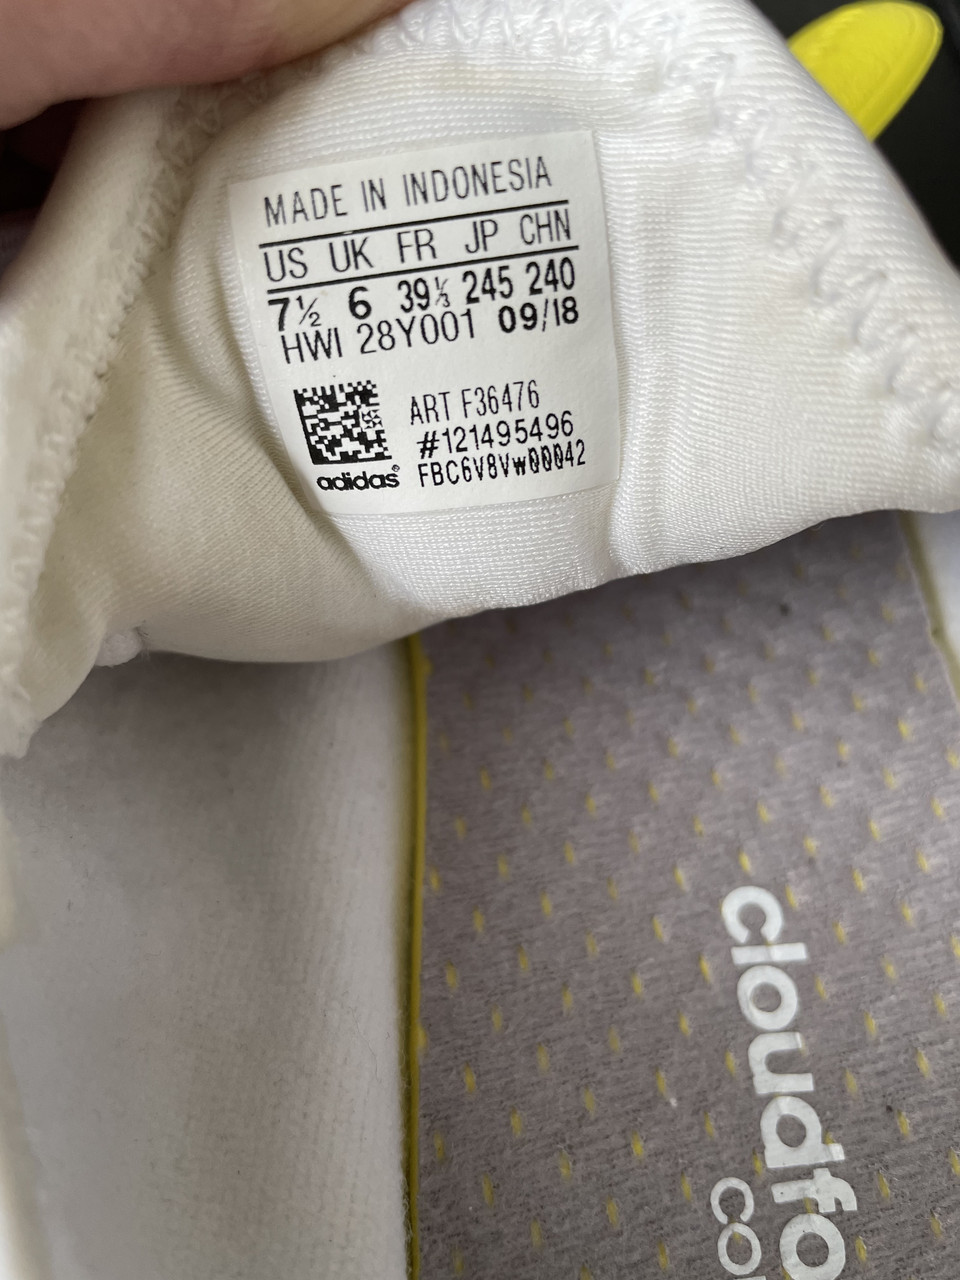 MADE IN INDONESIA
US UK FR JP CHN
7½ 6 39⅓ 245 240
HWI 28Y001 09/18
ART F36476
#121495496
FBC6V8Vw00042
adidas®
cloudfo
co